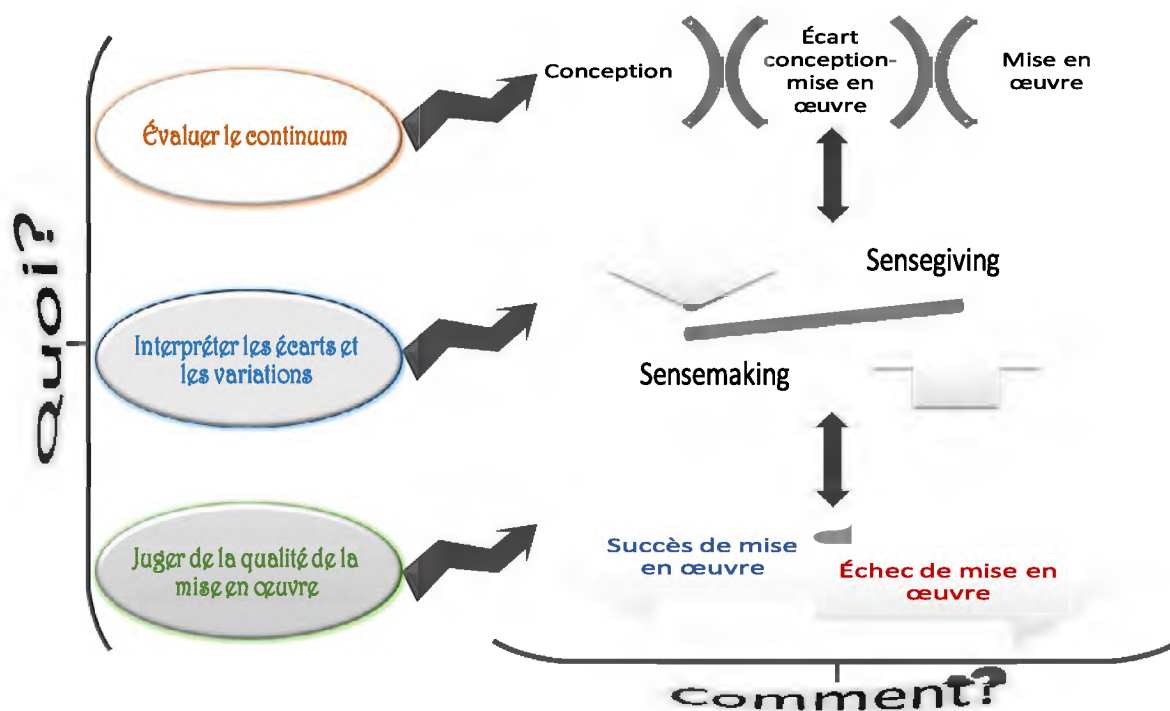 Quoi?
Évaluer le continuum
Conception
Écart
conception-
mise en
œuvre
Mise en
œuvre
Interpréter les écarts et
les variations
Sensegiving
Sensemaking
Juger de la qualité de la
mise en œuvre
Succès de mise
en œuvre
Échec de mise en
œuvre
Comment?